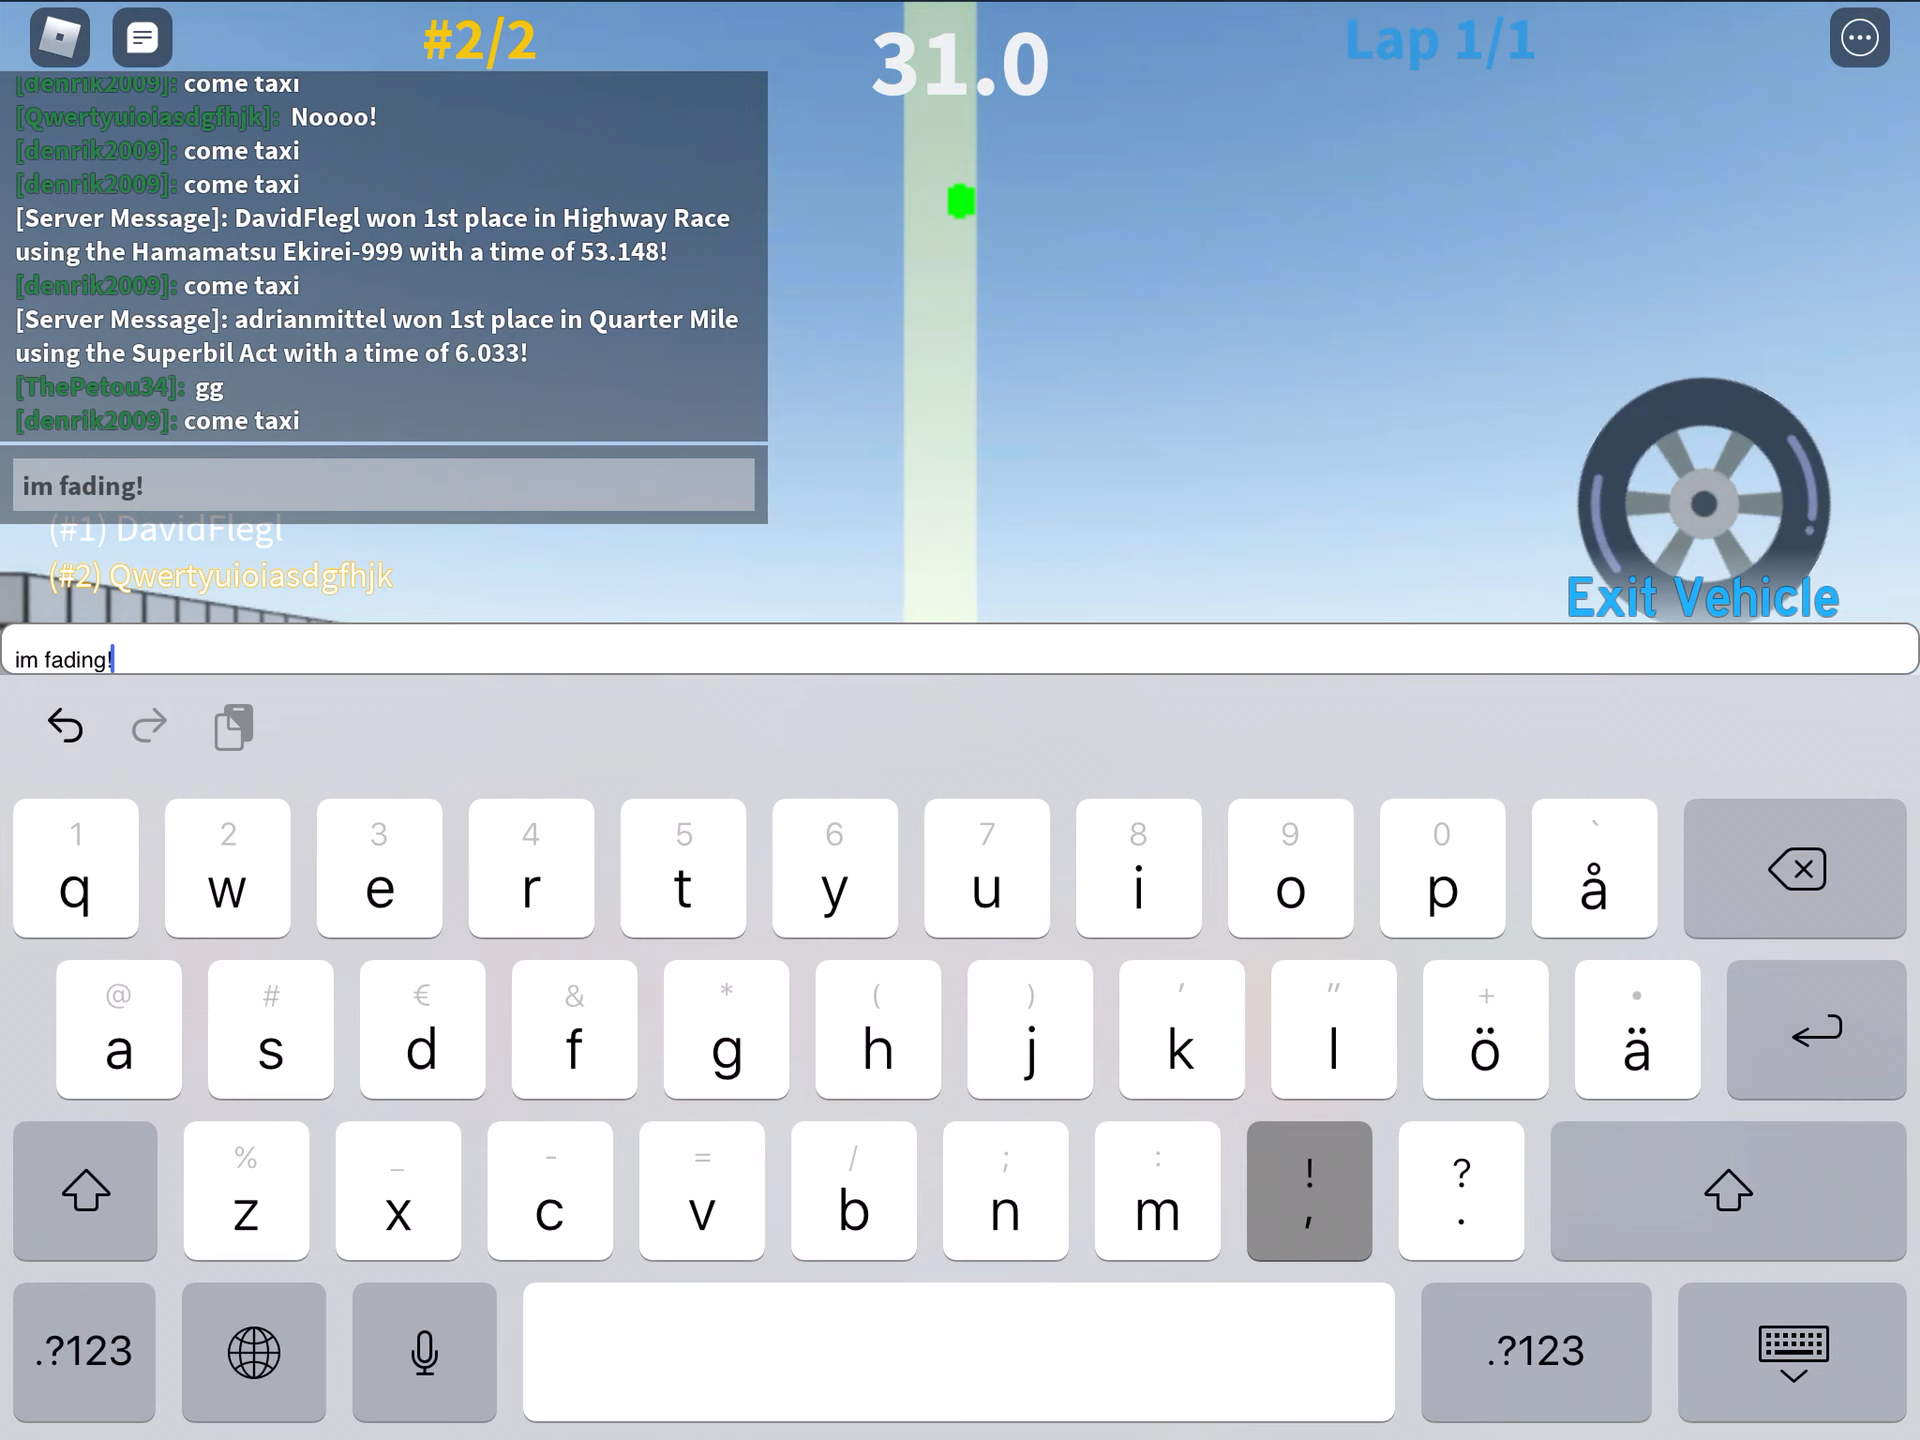 #2/2
31.0
Lap 1/1
[denrik2009]: come taxi
[Qwertyuioiasdgfhjk]: Noooo!
[denrik2009]: come taxi
[denrik2009]: come taxi
[Server Message]: DavidFlegl won 1st place in Highway Race
using the Hamamatsu Ekirei-999 with a time of 53.148!
[denrik2009]: come taxi
[Server Message]: adrianmittel won 1st place in Quarter Mile
using the Superbil Act with a time of 6.033!
[ThePetou34]: gg
[denrik2009]: come taxi
im fading!
(#1) DavidFlegl
(#2) Qwertyuioiasdgfhjk
Exit Vehicle
im fading!
1 2 3 4 5 6 7 8 9 0 `
q w e r t y u i o p å
@ # € & * ( ) ' " + •
a s d f g h j k l ö ä
% _ - = / ; : ! ?
z x c v b n m , .
.?123 .?123